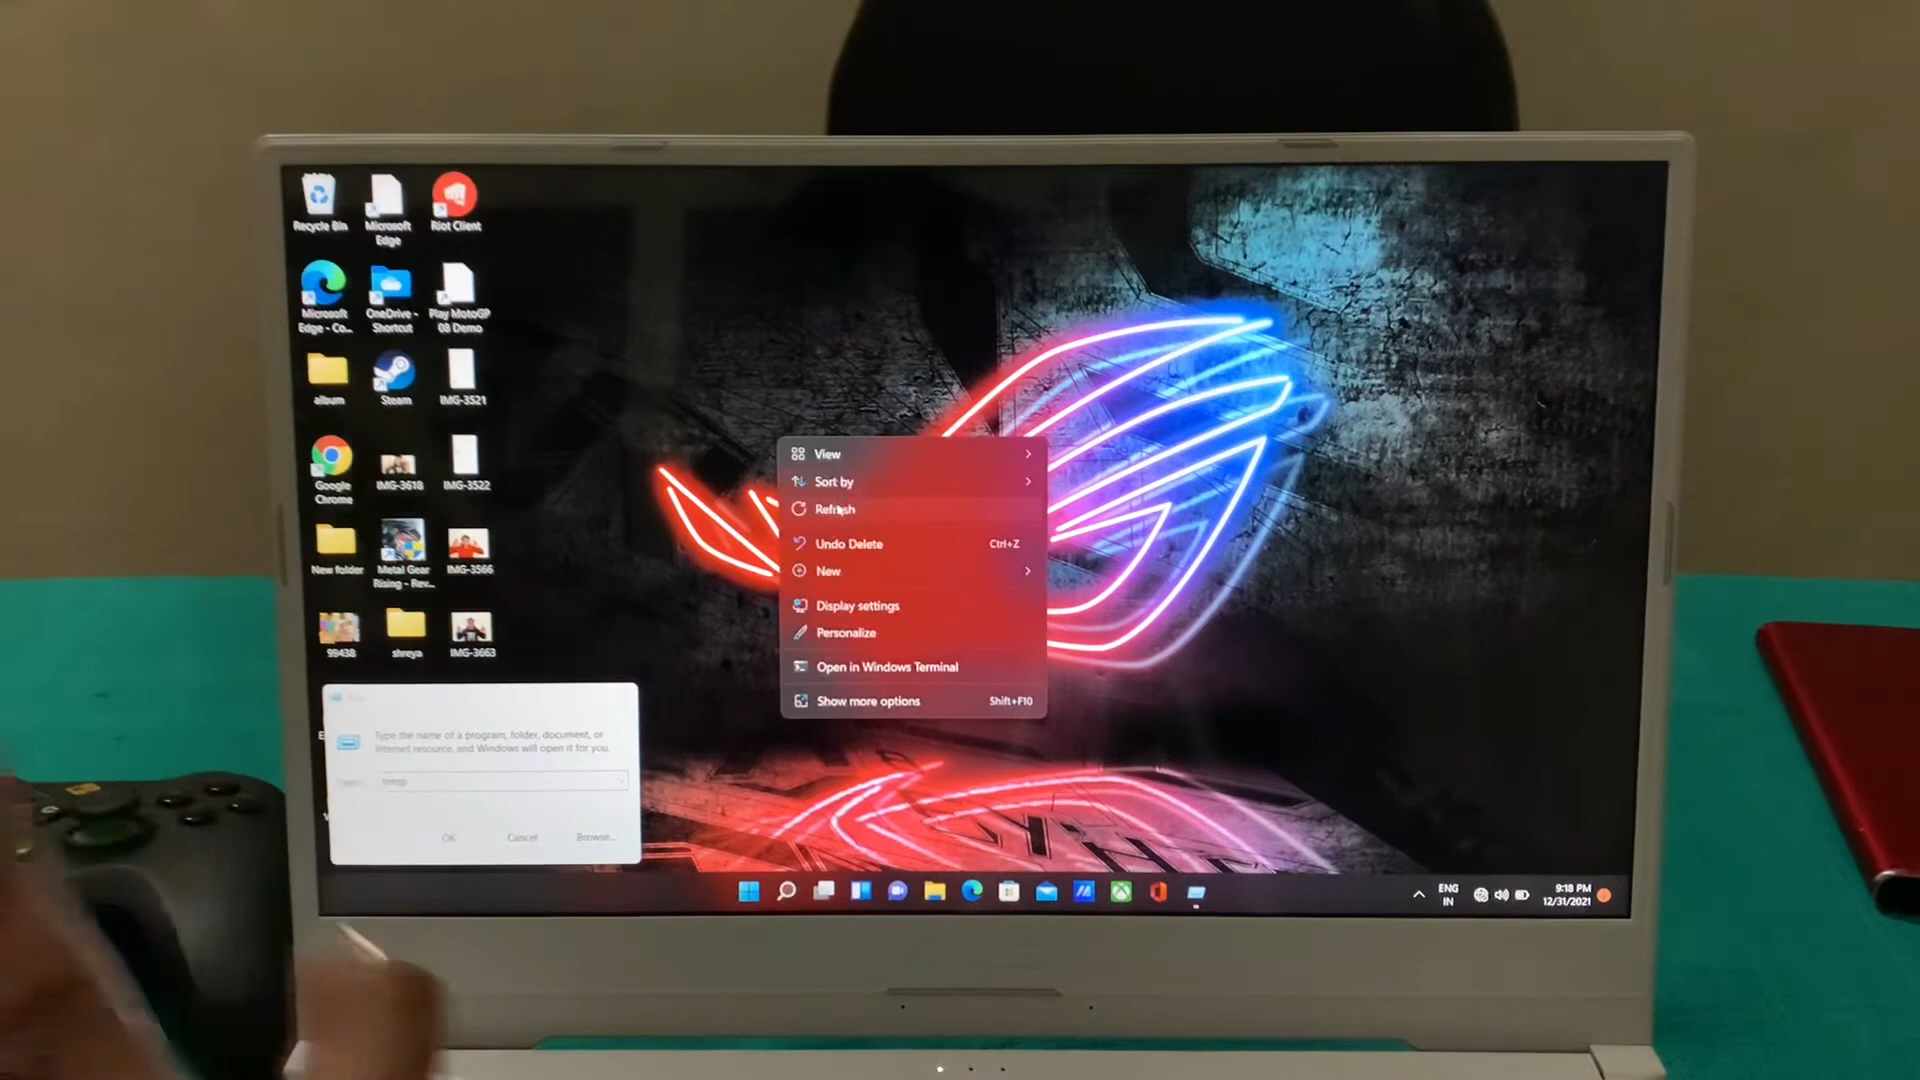 Recycle Bin
Microsoft
Edge
Riot Client
Microsoft
Edge - Co...
OneDrive -
Shortcut
Play MotoGP
08 Demo
album
Steam
IMG-3521
Google
Chrome
IMG-3618
IMG-3522
New folder
Metal Gear
Rising - Rev...
IMG-3566
99438
shreya
IMG-3663
View
Sort by
Refresh
Undo Delete Ctrl+Z
New
Display settings
Personalize
Open in Windows Terminal
Show more options Shift+F10
Type the name of a program, folder, document, or
Internet resource, and Windows will open it for you.
OK
Cancel
Browse...
ENG
IN
9:18 PM
12/31/2021